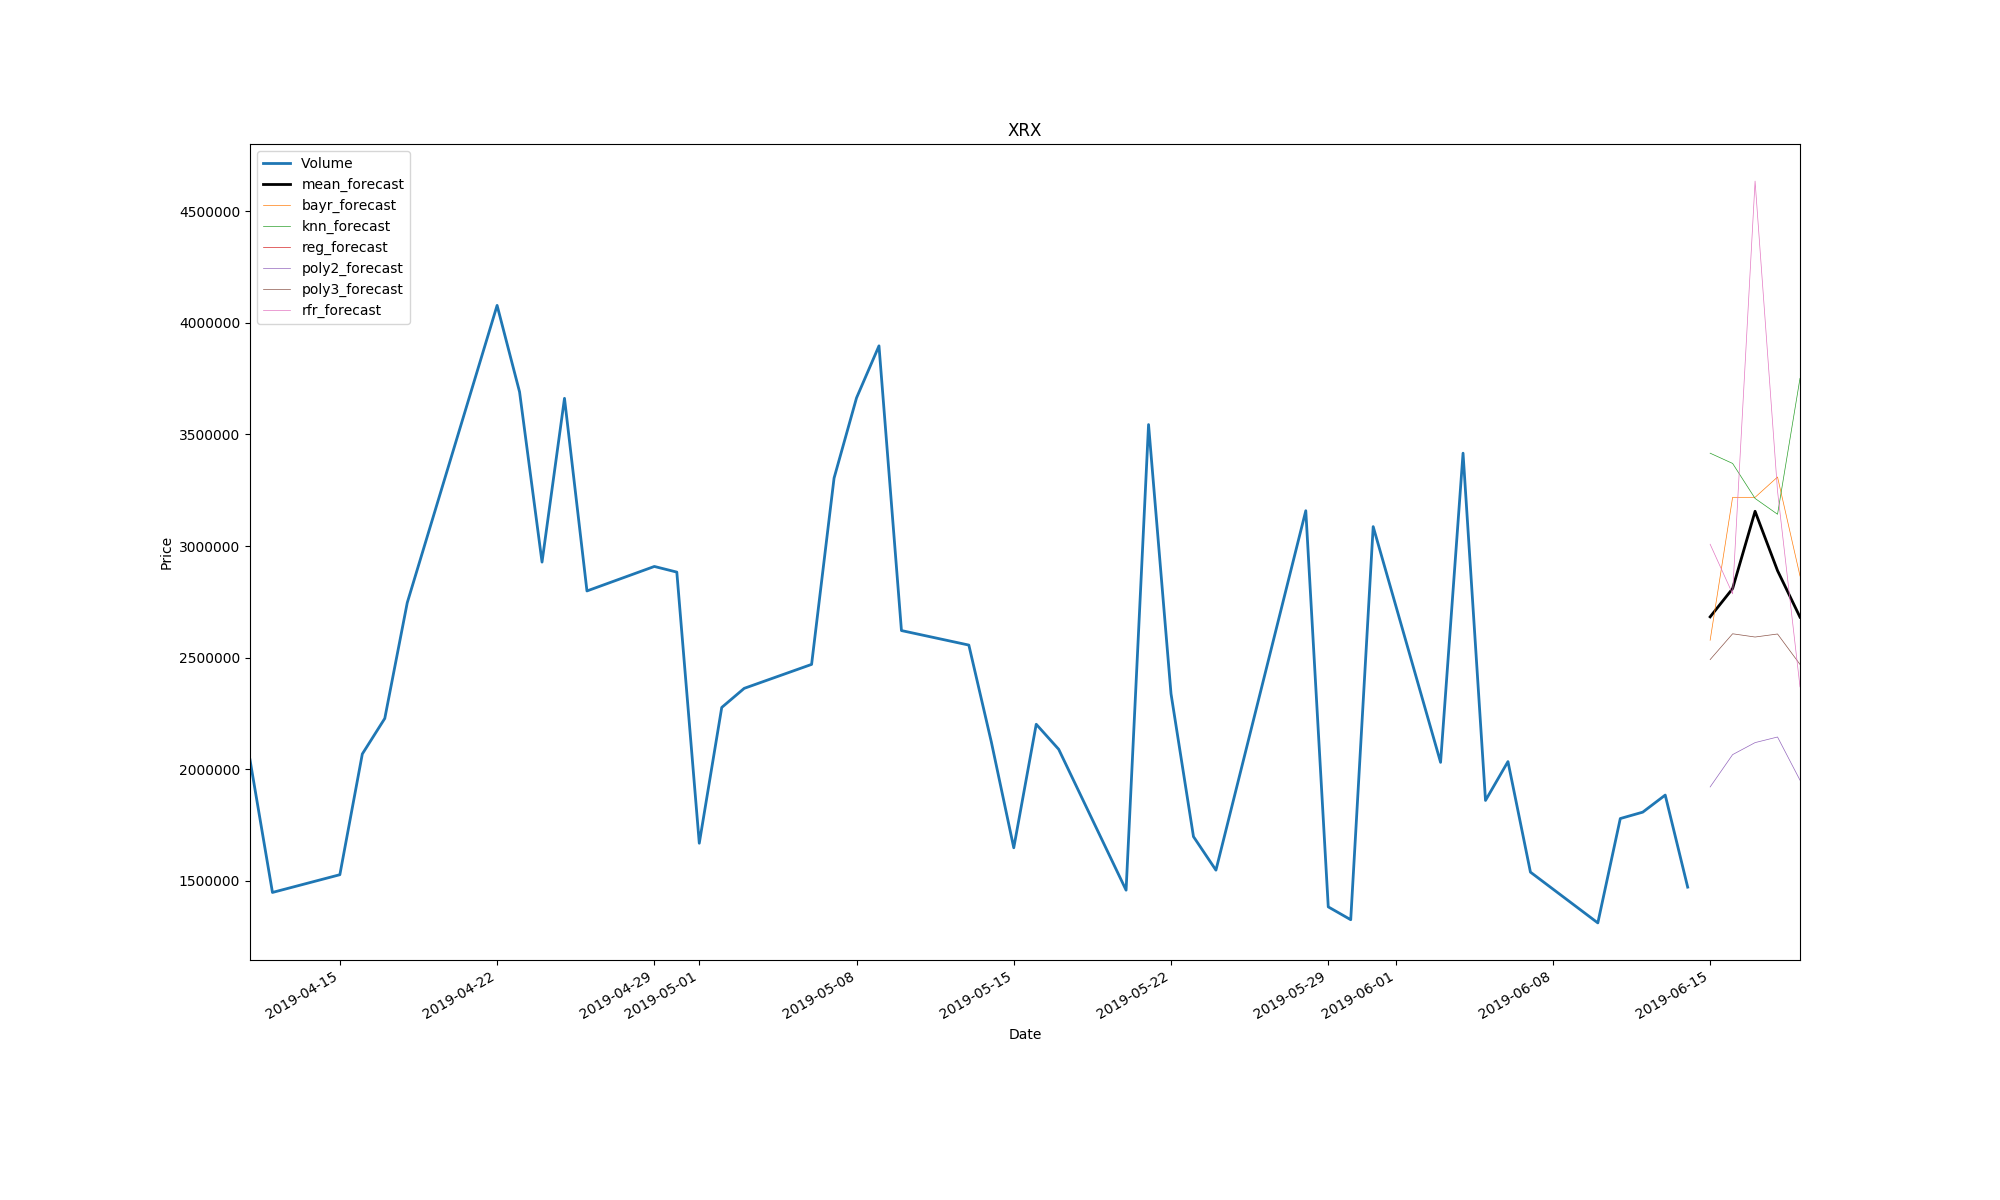 XRX
Volume
mean_forecast
bayr_forecast
knn_forecast
reg_forecast
poly2_forecast
poly3_forecast
rfr_forecast
4500000
4000000
3500000
3000000
2500000
2000000
1500000
Price
2019-04-15
2019-04-22
2019-04-29
2019-05-01
2019-05-08
2019-05-15
2019-05-22
2019-05-29
2019-06-01
2019-06-08
2019-06-15
Date